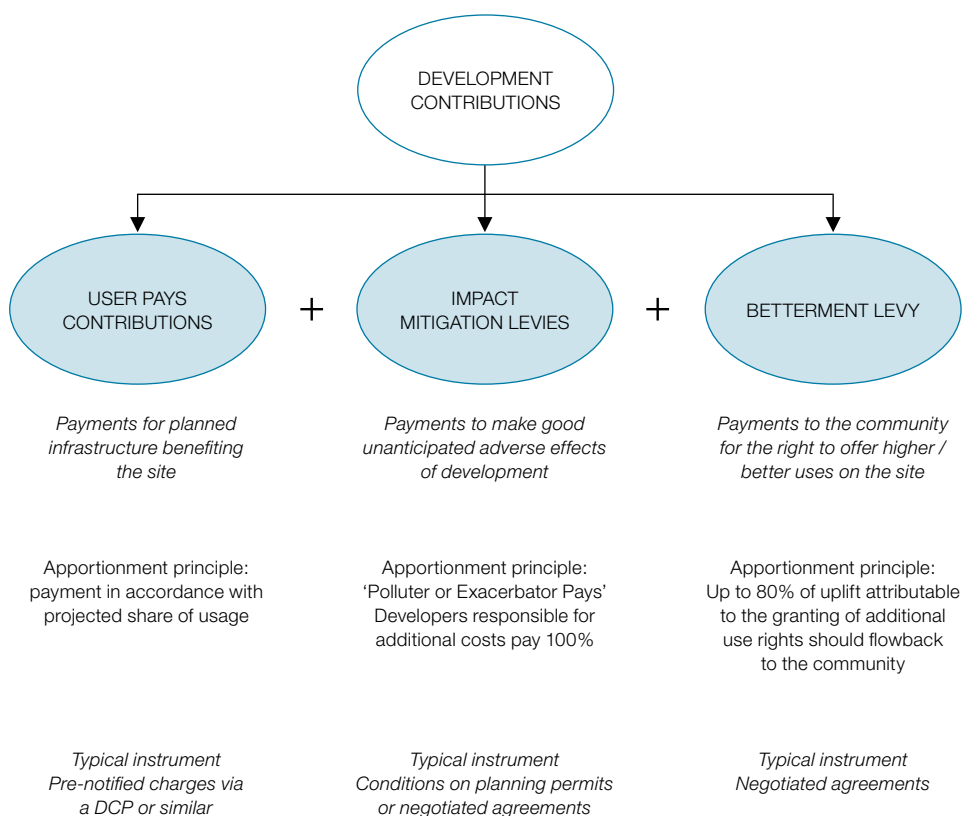 DEVELOPMENT
CONTRIBUTIONS
USER PAYS
CONTRIBUTIONS
+
IMPACT
MITIGATION LEVIES
+
BETTERMENT LEVY
Payments for planned
infrastructure benefiting
the site
Payments to make good
unanticipated adverse effects
of development
Payments to the community
for the right to offer higher /
better uses on the site
Apportionment principle:
payment in accordance with
projected share of usage
Apportionment principle:
‘Polluter or Exacerbator Pays’
Developers responsible for
additional costs pay 100%
Apportionment principle:
Up to 80% of uplift attributable
to the granting of additional
use rights should flowback
to the community
Typical instrument
Pre-notified charges via
a DCP or similar
Typical instrument
Conditions on planning permits
or negotiated agreements
Typical instrument
Negotiated agreements